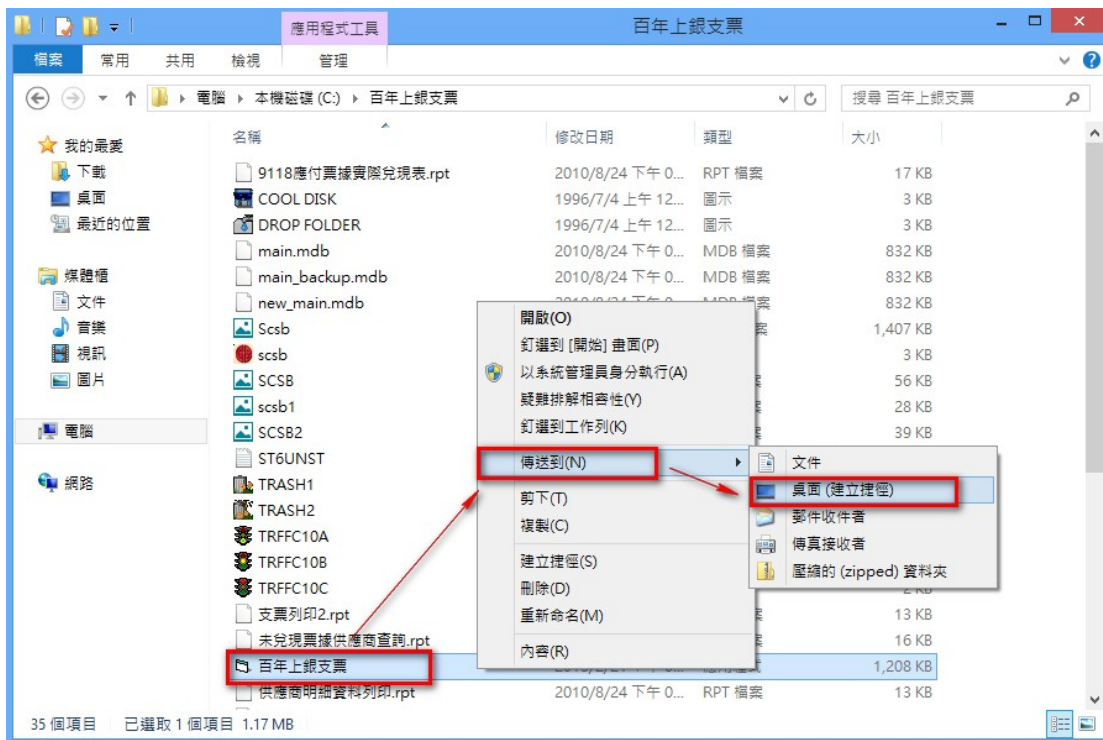 應用程式工具
百年上銀支票
檔案 常用 共用 檢視 管理
電腦 本機磁碟 (C:) 百年上銀支票
搜尋 百年上銀支票
我的最愛
下載
桌面
最近的位置
媒體櫃
文件
音樂
視訊
圖片
電腦
網路
名稱 修改日期 類型 大小
9118應付票據實際兌現表.rpt 2010/8/24 下午 0... RPT 檔案 17 KB
COOL DISK 1996/7/4 上午 12... 圖示 3 KB
DROP FOLDER 1996/7/4 上午 12... 圖示 3 KB
main.mdb 2010/8/24 下午 0... MDB 檔案 832 KB
main_backup.mdb 2010/8/24 下午 0... MDB 檔案 832 KB
new_main.mdb 832 KB
Scsb 1,407 KB
scsb 3 KB
SCSB 56 KB
scsb1 28 KB
SCSB2 39 KB
ST6UNST
TRASH1
TRASH2
TRFFC10A
TRFFC10B
TRFFC10C
支票列印2.rpt 13 KB
未兌現票據供應商查詢.rpt 16 KB
百年上銀支票 1,208 KB
供應商明細資料列印.rpt 2010/8/24 下午 0... RPT 檔案 13 KB
開啟(O)
釘選到 [開始] 畫面(P)
以系統管理員身分執行(A)
疑難排解相容性(Y)
釘選到工作列(K)
傳送到(N)
剪下(T)
複製(C)
建立捷徑(S)
刪除(D)
重新命名(M)
內容(R)
文件
桌面 (建立捷徑)
郵件收件者
傳真接收者
壓縮的 (zipped) 資料夾
35 個項目 已選取 1 個項目 1.17 MB